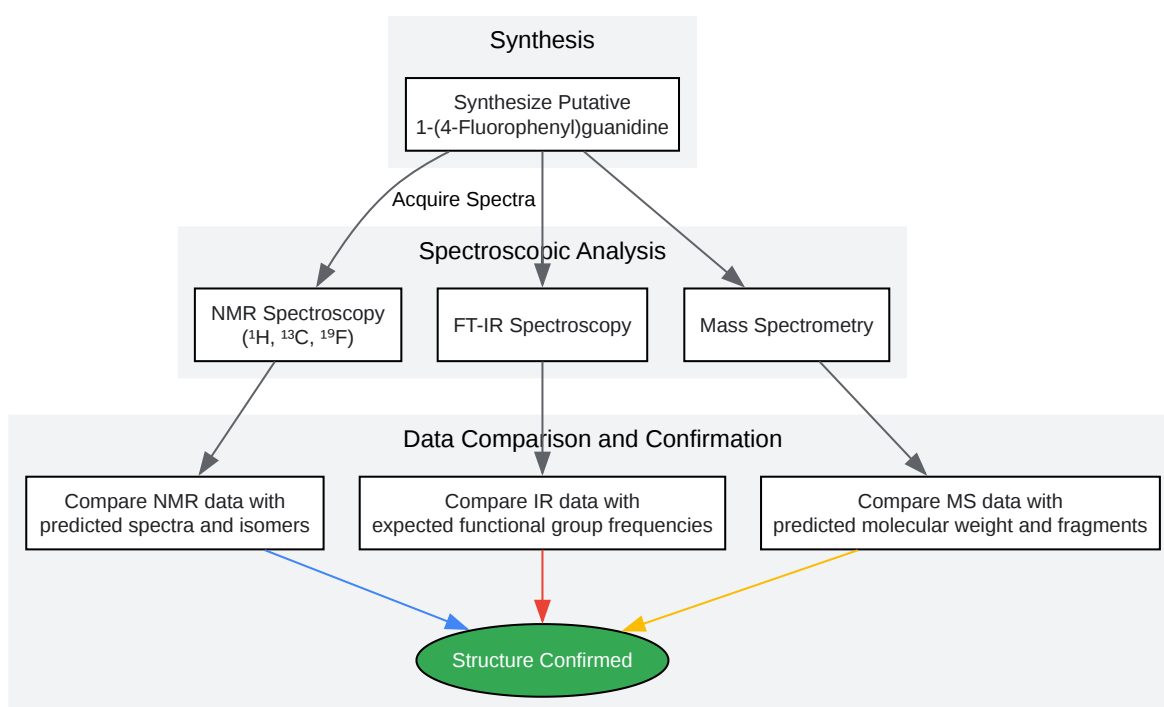 Synthesis
Synthesize Putative
1-(4-Fluorophenyl)guanidine
Acquire Spectra
Spectroscopic Analysis
NMR Spectroscopy
(¹H, ¹³C, ¹⁹F)
FT-IR Spectroscopy
Mass Spectrometry
Data Comparison and Confirmation
Compare NMR data with
predicted spectra and isomers
Compare IR data with
expected functional group frequencies
Compare MS data with
predicted molecular weight and fragments
Structure Confirmed